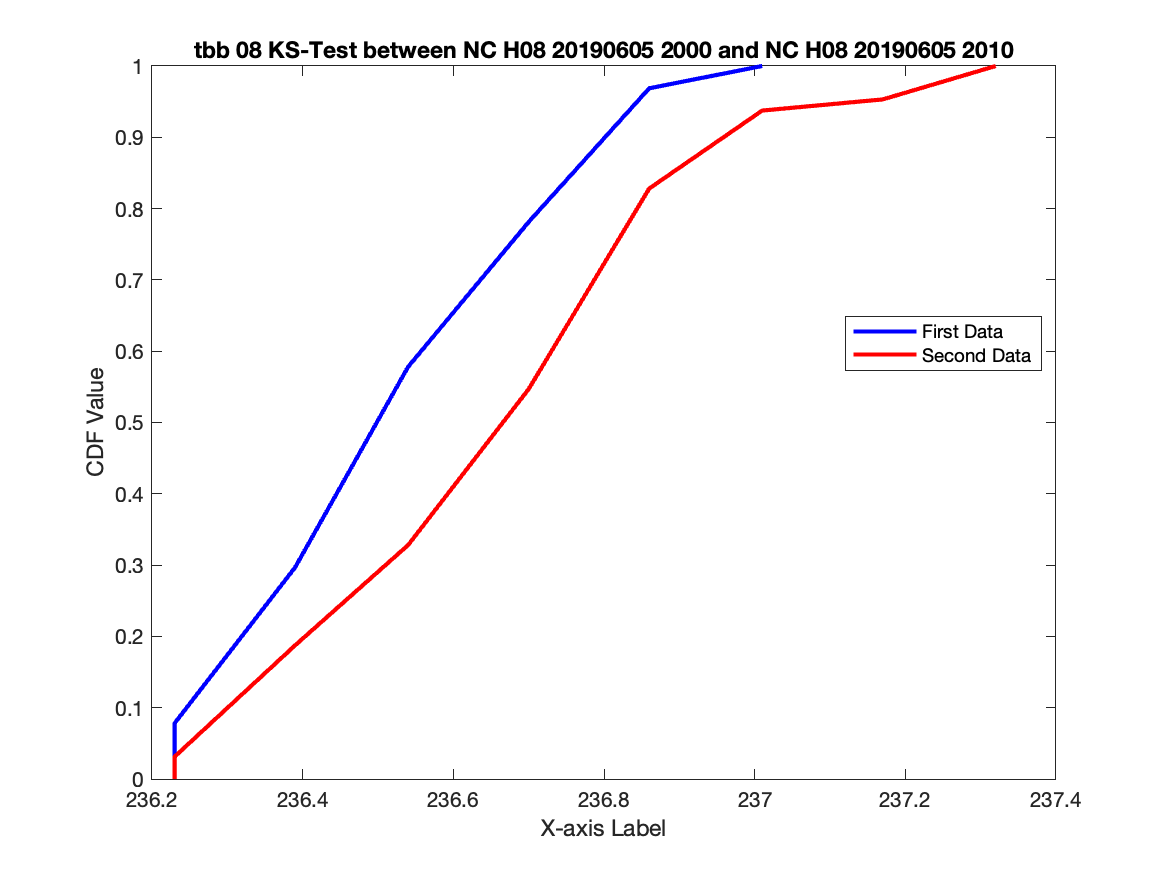 tbb 08 KS-Test between NC H08 20190605 2000 and NC H08 20190605 2010
1
0.9
0.8
0.7
0.6
0.5
0.4
0.3
0.2
0.1
0
CDF Value
First Data
Second Data
236.2 236.4 236.6 236.8 237 237.2 237.4
X-axis Label